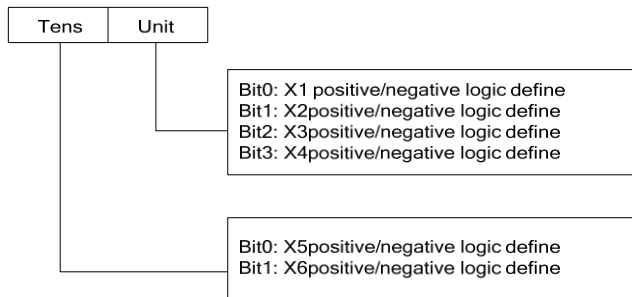 Tens Unit
Bit0: X1 positive/negative logic define
Bit1: X2positive/negative logic define
Bit2: X3positive/negative logic define
Bit3: X4positive/negative logic define
Bit0: X5positive/negative logic define
Bit1: X6positive/negative logic define